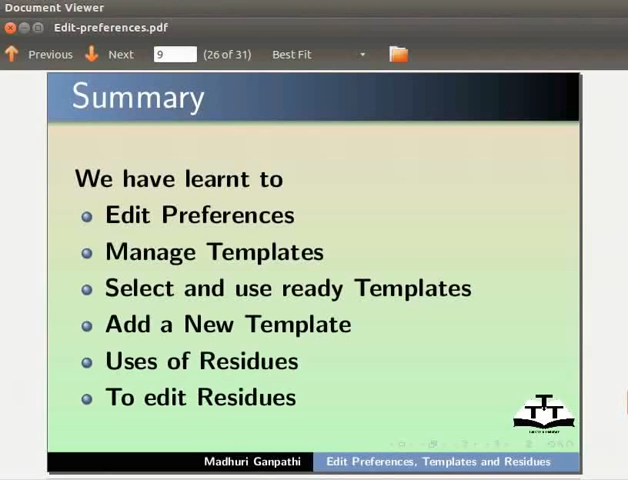 Document Viewer
Edit-preferences.pdf
Previous Next 9 (26 of 31) Best Fit
Summary
We have learnt to
Edit Preferences
Manage Templates
Select and use ready Templates
Add a New Template
Uses of Residues
To edit Residues
Madhuri Ganpathi Edit Preferences, Templates and Residues